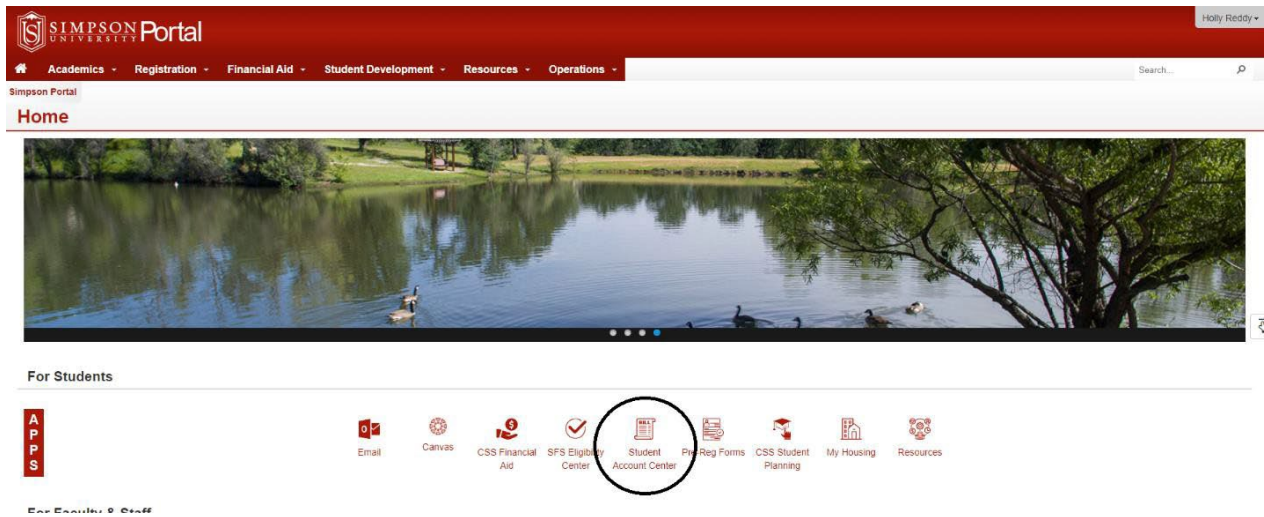 Holly Reddy
SIMPSON Portal
UNIVERSITY
Academics Registration Financial Aid Student Development Resources Operations
Search...
Simpson Portal
Home
For Students
APPS
Email
Canvas
CSS Financial
Aid
SFS Eligibility
Center
BILL
Student
Account Center
Pre-Reg Forms
CSS Student
Planning
My Housing
Resources
For Faculty & Staff